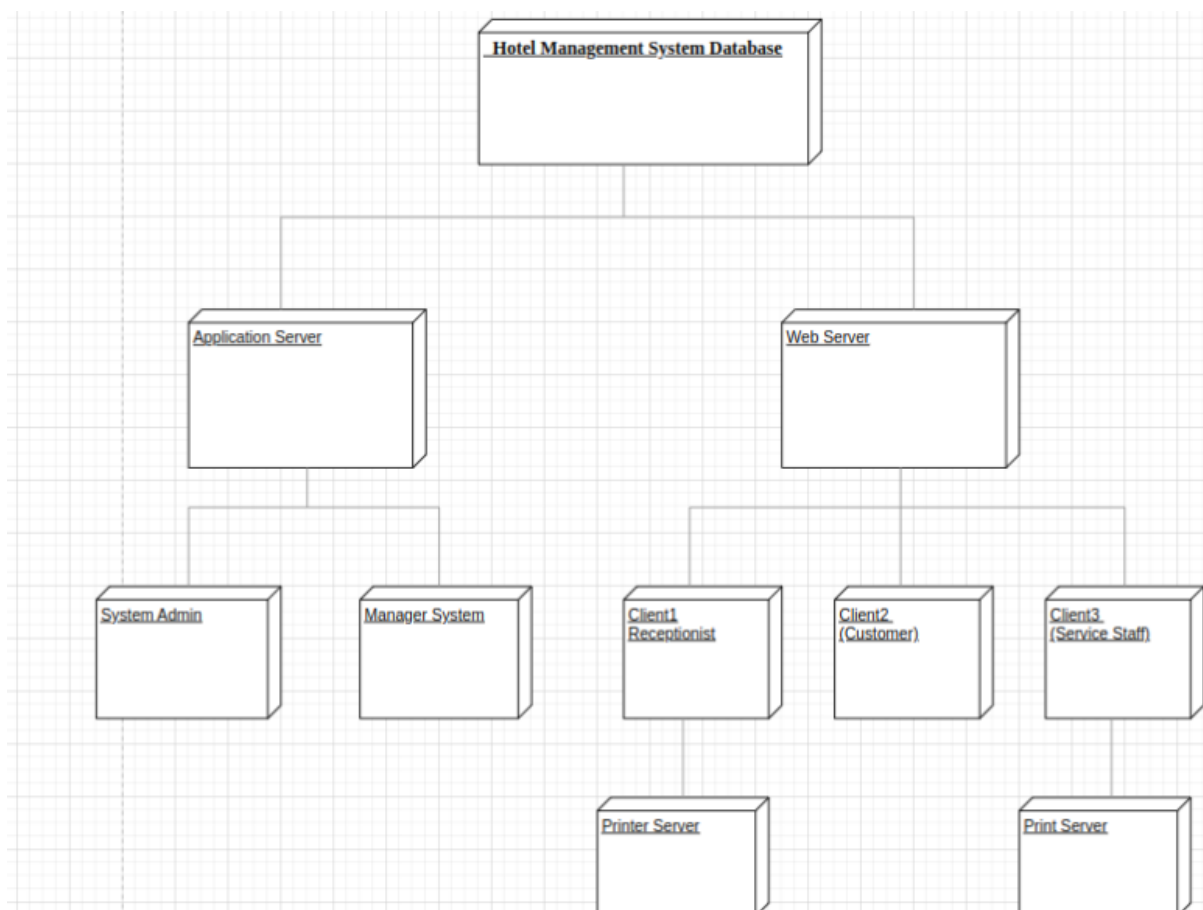 Hotel Management System Database
Application Server
Web Server
System Admin
Manager System
Client1
Receptionist
Client2
(Customer)
Client3
(Service Staff)
Printer Server
Print Server